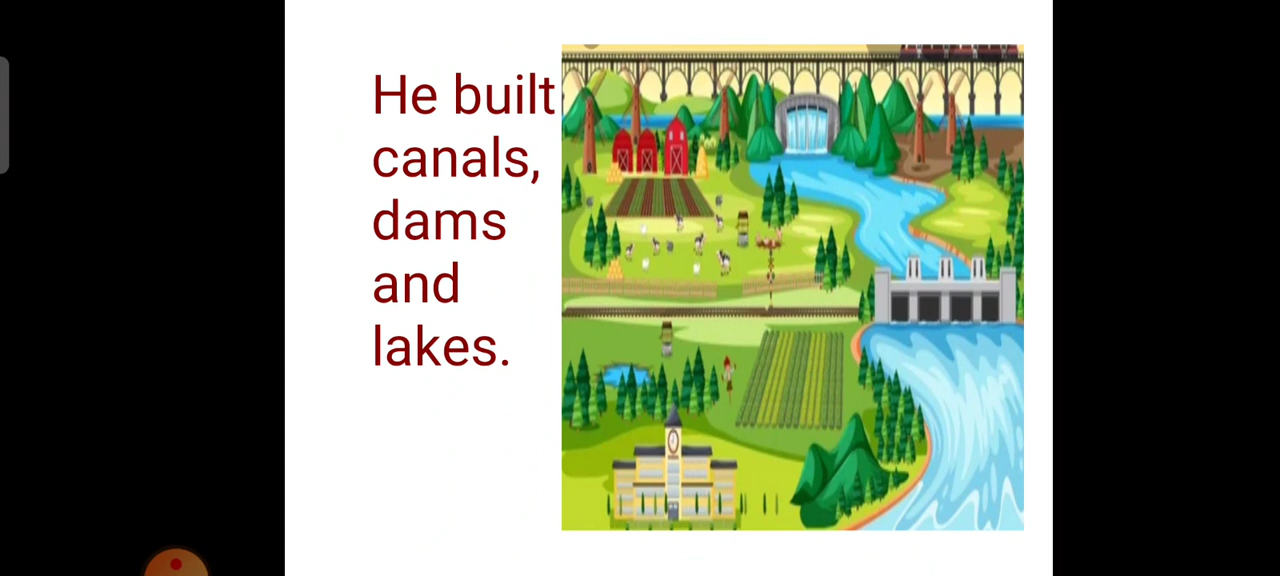 He built
canals,
dams
and
lakes.